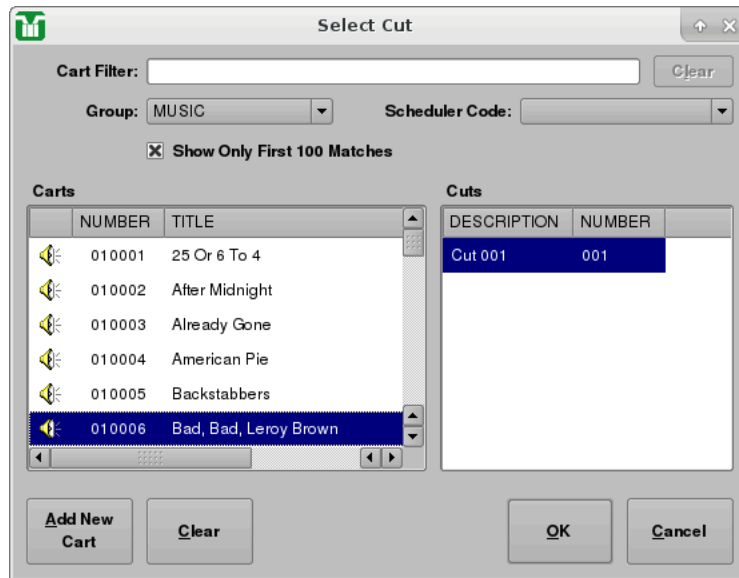 Select Cut
Cart Filter:
Clear
Group: MUSIC
Scheduler Code:
Show Only First 100 Matches
Carts
NUMBER TITLE
010001 25 Or 6 To 4
010002 After Midnight
010003 Already Gone
010004 American Pie
010005 Backstabbers
010006 Bad, Bad, Leroy Brown
Cuts
DESCRIPTION NUMBER
Cut 001 001
Add New
Cart
Clear
OK
Cancel